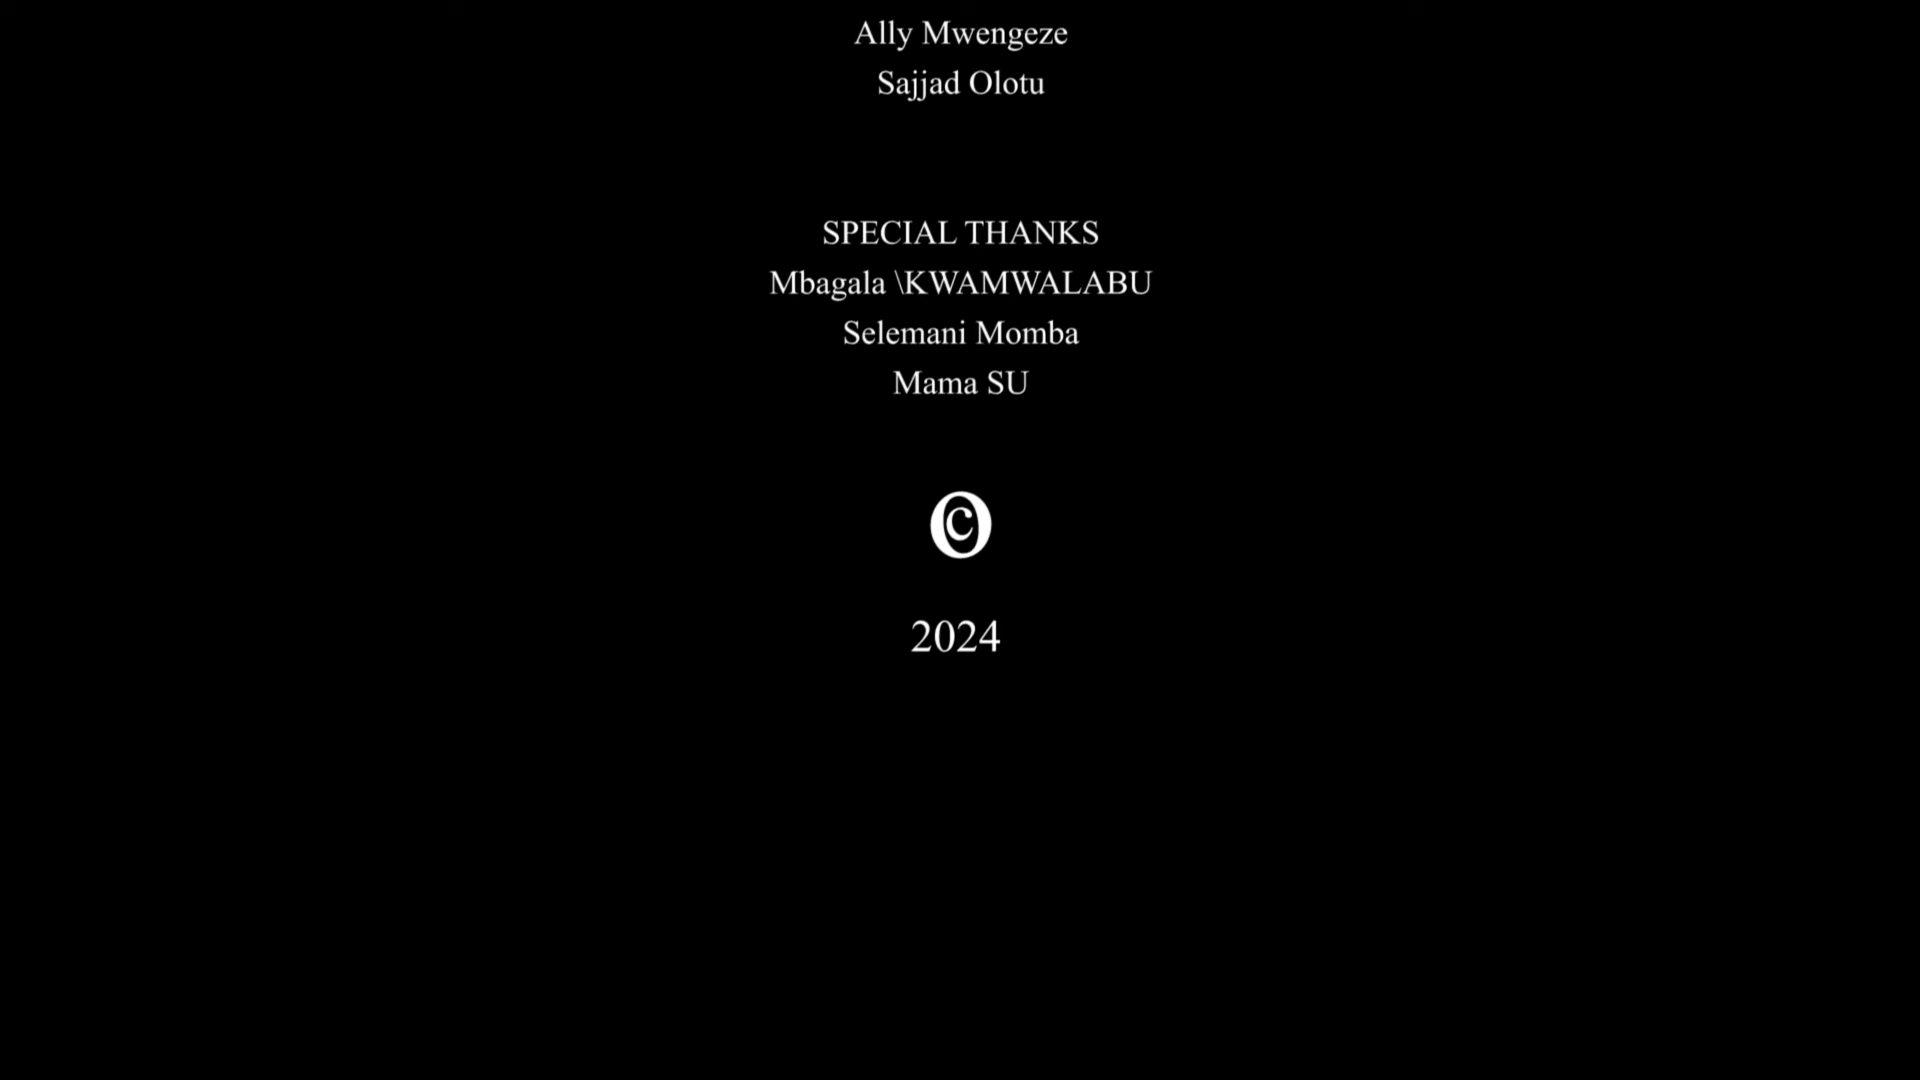 Ally Mwengeze
Sajjad Olotu
SPECIAL THANKS
Mbagala \KWAMWALABU
Selemani Momba
Mama SU
©
2024